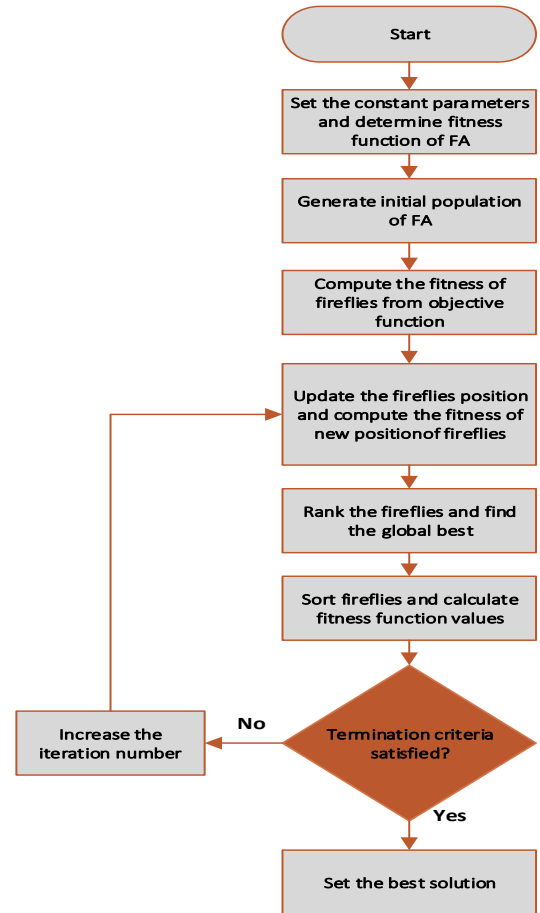 Start
Set the constant parameters
and determine fitness
function of FA
Generate initial population
of FA
Compute the fitness of
fireflies from objective
function
Update the fireflies position
and compute the fitness of
new positionof fireflies
Rank the fireflies and find
the global best
Sort fireflies and calculate
fitness function values
Termination criteria
satisfied?
No
Increase the
iteration number
Yes
Set the best solution